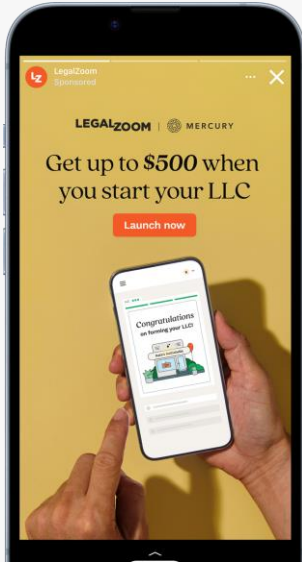 LZ
LegalZoom
Sponsored
LEGALZOOM | MERCURY
Get up to $500 when
you start your LLC
Launch now
Congratulations
on forming your LLC!